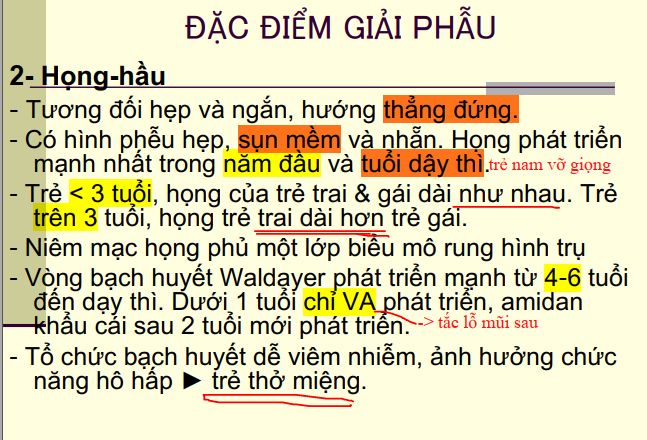 ĐẶC ĐIỂM GIẢI PHẪU
2- Họng-hầu
- Tương đối hẹp và ngắn, hướng thẳng đứng.
- Có hình phễu hẹp, sụn mềm và nhẵn. Họng phát triển
mạnh nhất trong năm đầu và tuổi dậy thì.trẻ nam vỡ giọng
- Trẻ < 3 tuổi, họng của trẻ trai & gái dài như nhau. Trẻ
trên 3 tuổi, họng trẻ trai dài hơn trẻ gái.
- Niêm mạc họng phủ một lớp biểu mô rung hình trụ
- Vòng bạch huyết Waldayer phát triển mạnh từ 4-6 tuổi
đến dạy thì. Dưới 1 tuổi chỉ VA phát triển, amidan
khẩu cái sau 2 tuổi mới phát triển. -> tắc lỗ mũi sau
- Tổ chức bạch huyết dễ viêm nhiễm, ảnh hưởng chức
năng hô hấp ► trẻ thở miệng.